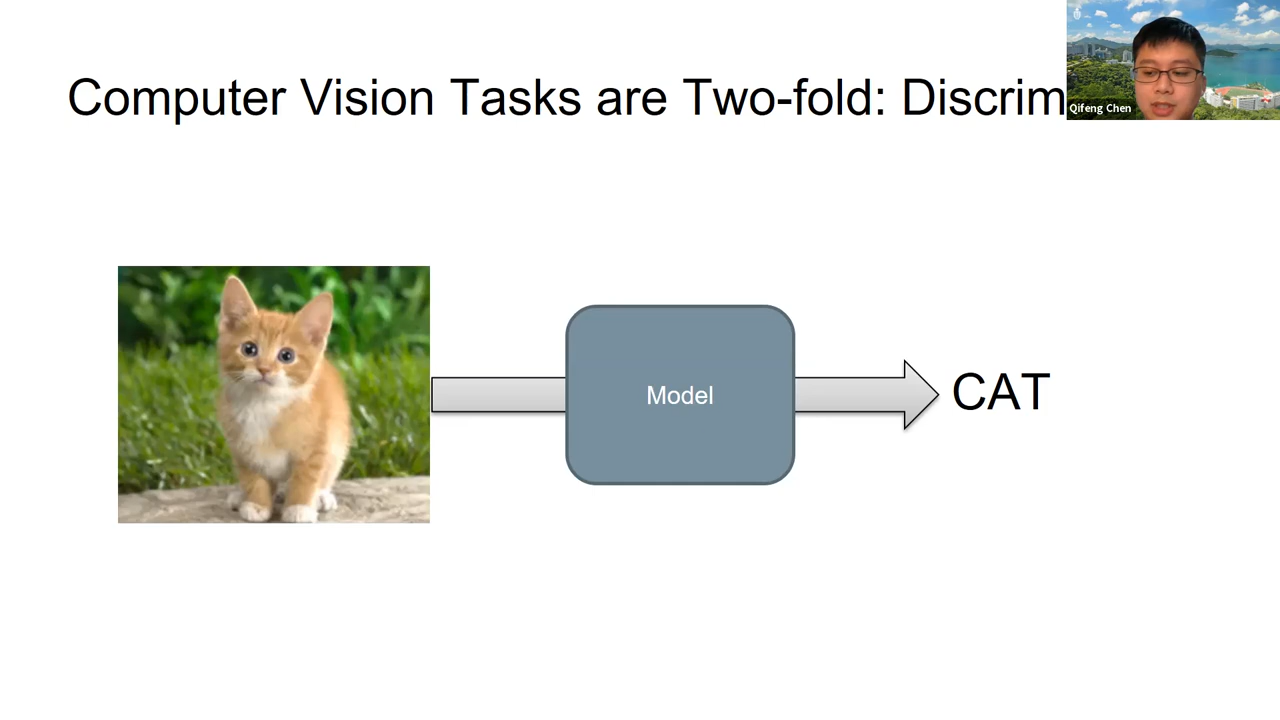 Computer Vision Tasks are Two-fold: Discrim
Qifeng Chen
Model
CAT